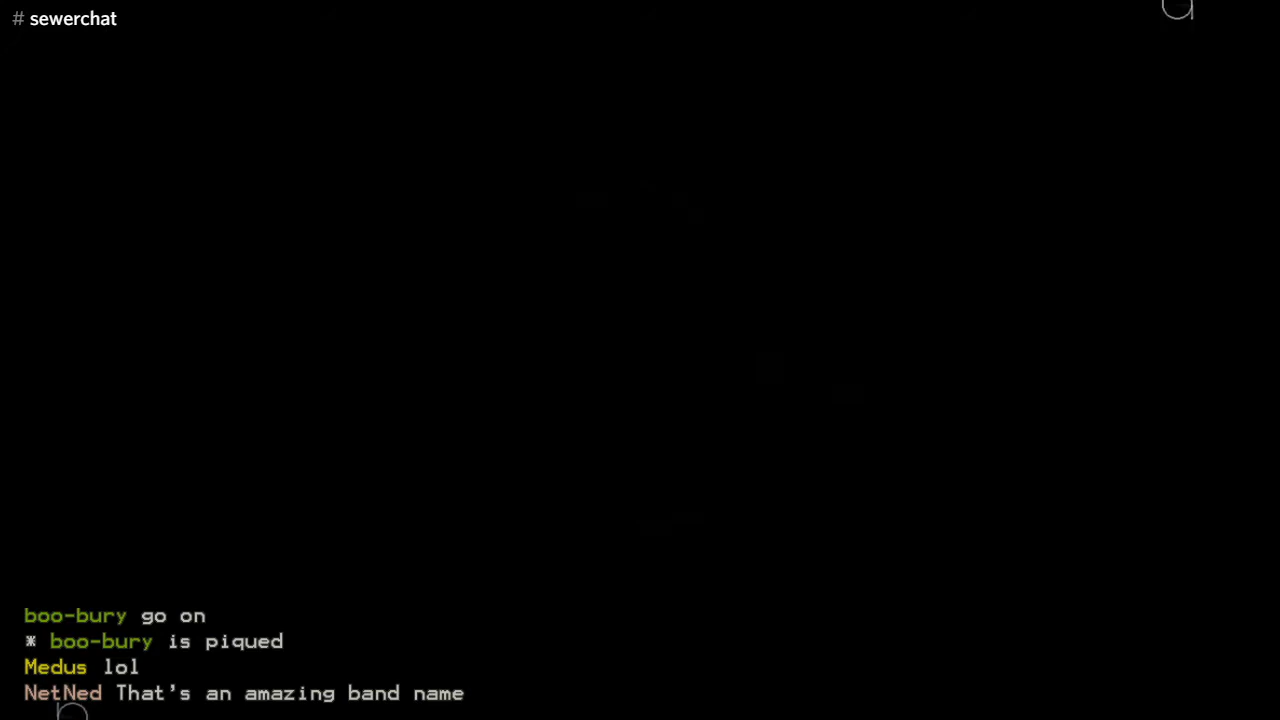 # sewerchat
boo-bury go on
* boo-bury is piqued
Medus lol
NetNed That's an amazing band name